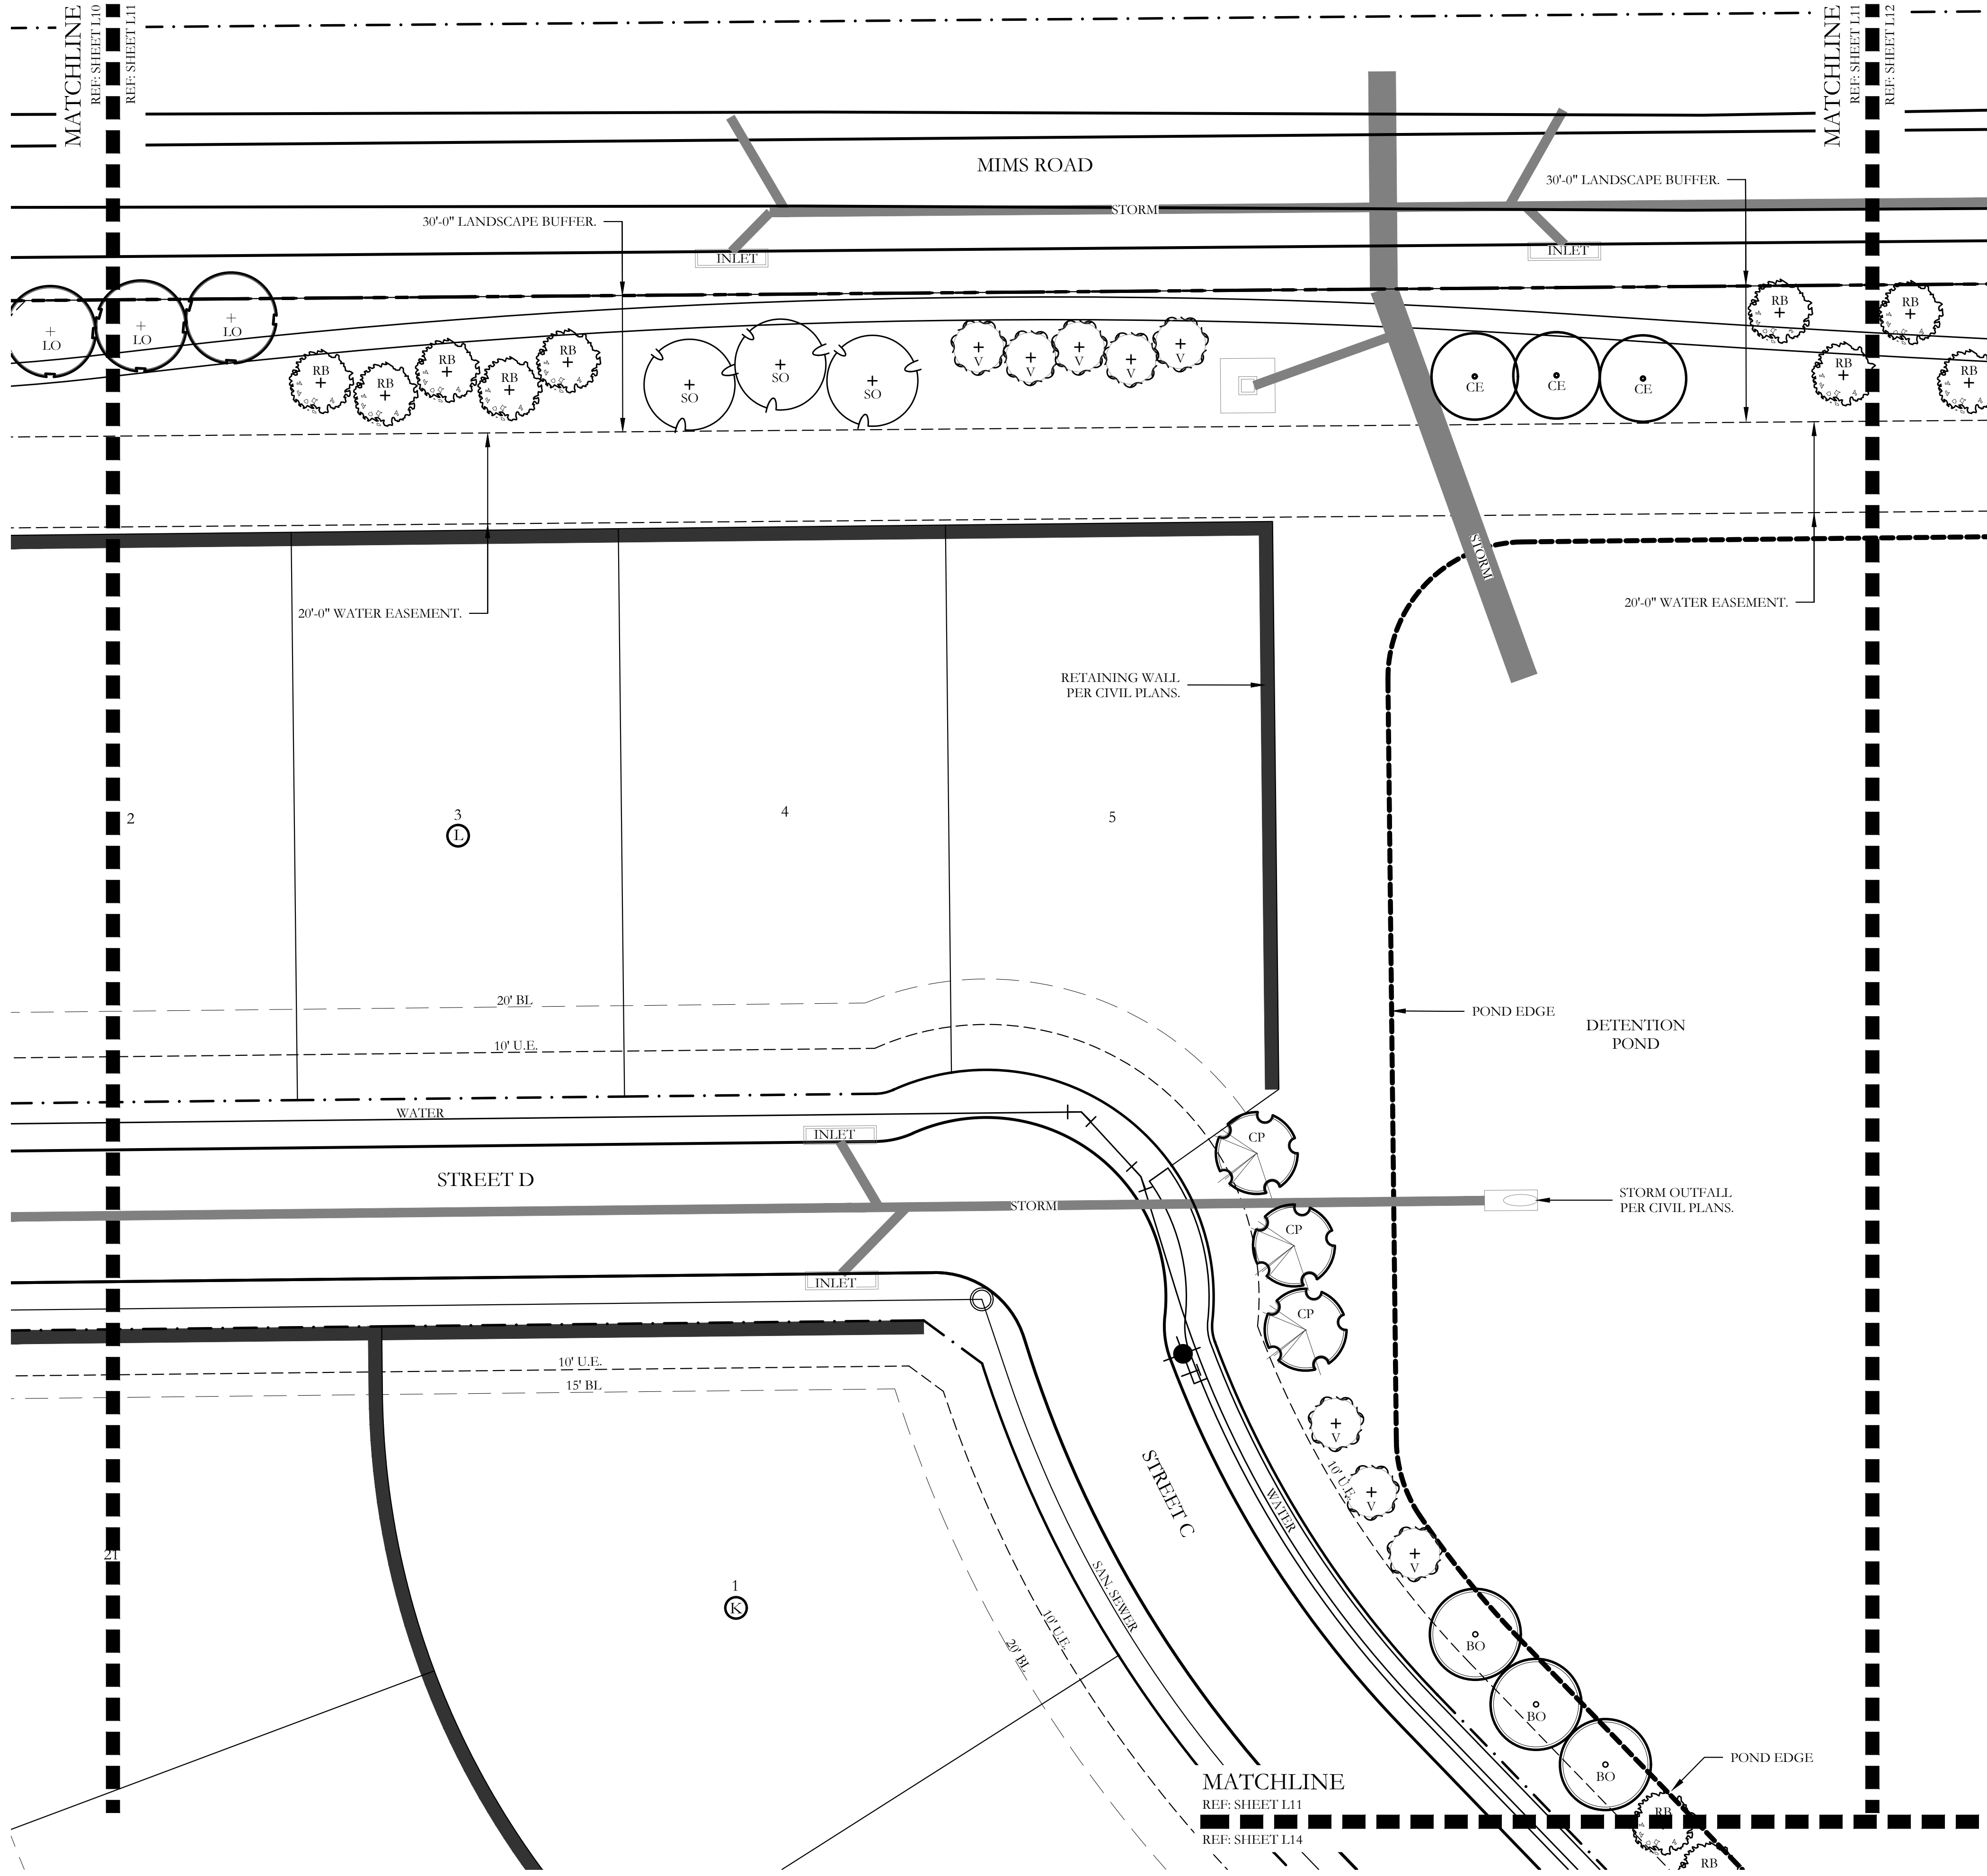 MATCHLINE
REF: SHEET L10
REF: SHEET L11
MATCHLINE
REF: SHEET L11
REF: SHEET L12
MIMS ROAD
30'-0" LANDSCAPE BUFFER.
30'-0" LANDSCAPE BUFFER.
STORM
INLET
INLET
LO
LO
LO
RB
RB
RB
RB
RB
SO
SO
SO
V
V
V
V
V
CE
CE
CE
RB
RB
RB
RB
STORM
20'-0" WATER EASEMENT.
20'-0" WATER EASEMENT.
RETAINING WALL
PER CIVIL PLANS.
2
3
L
4
5
20' BL
10' U.E.
POND EDGE
DETENTION
POND
WATER
INLET
STREET D
STORM
INLET
CP
CP
CP
STORM OUTFALL
PER CIVIL PLANS.
10' U.E.
15' BL
V
V
V
10' U.E.
STREET C
WATER
SAN. SEWER
10' U.E.
20' BL
21
1
K
BO
BO
BO
POND EDGE
MATCHLINE
REF: SHEET L11
REF: SHEET L14
RB
RB